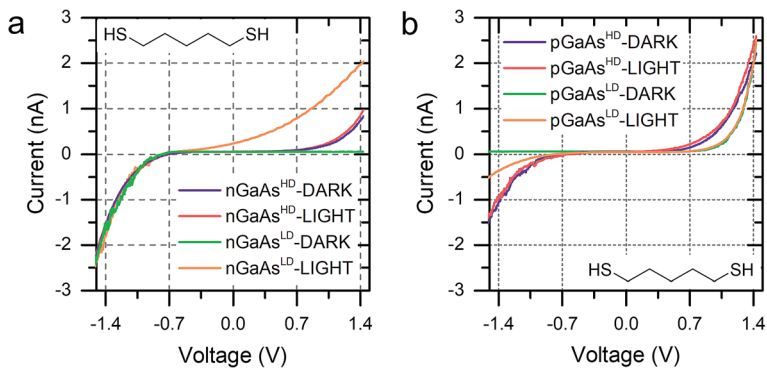 a
HS
SH
3
2
1
0
-1
-2
-3
Current (nA)
nGaAsᴴᴰ-DARK
nGaAsᴴᴰ-LIGHT
nGaAsᴸᴰ-DARK
nGaAsᴸᴰ-LIGHT
-1.4 -0.7 0.0 0.7 1.4
Voltage (V)
b
pGaAsᴴᴰ-DARK
pGaAsᴴᴰ-LIGHT
pGaAsᴸᴰ-DARK
pGaAsᴸᴰ-LIGHT
3
2
1
0
-1
-2
-3
Current (nA)
HS
SH
-1.4 -0.7 0.0 0.7 1.4
Voltage (V)